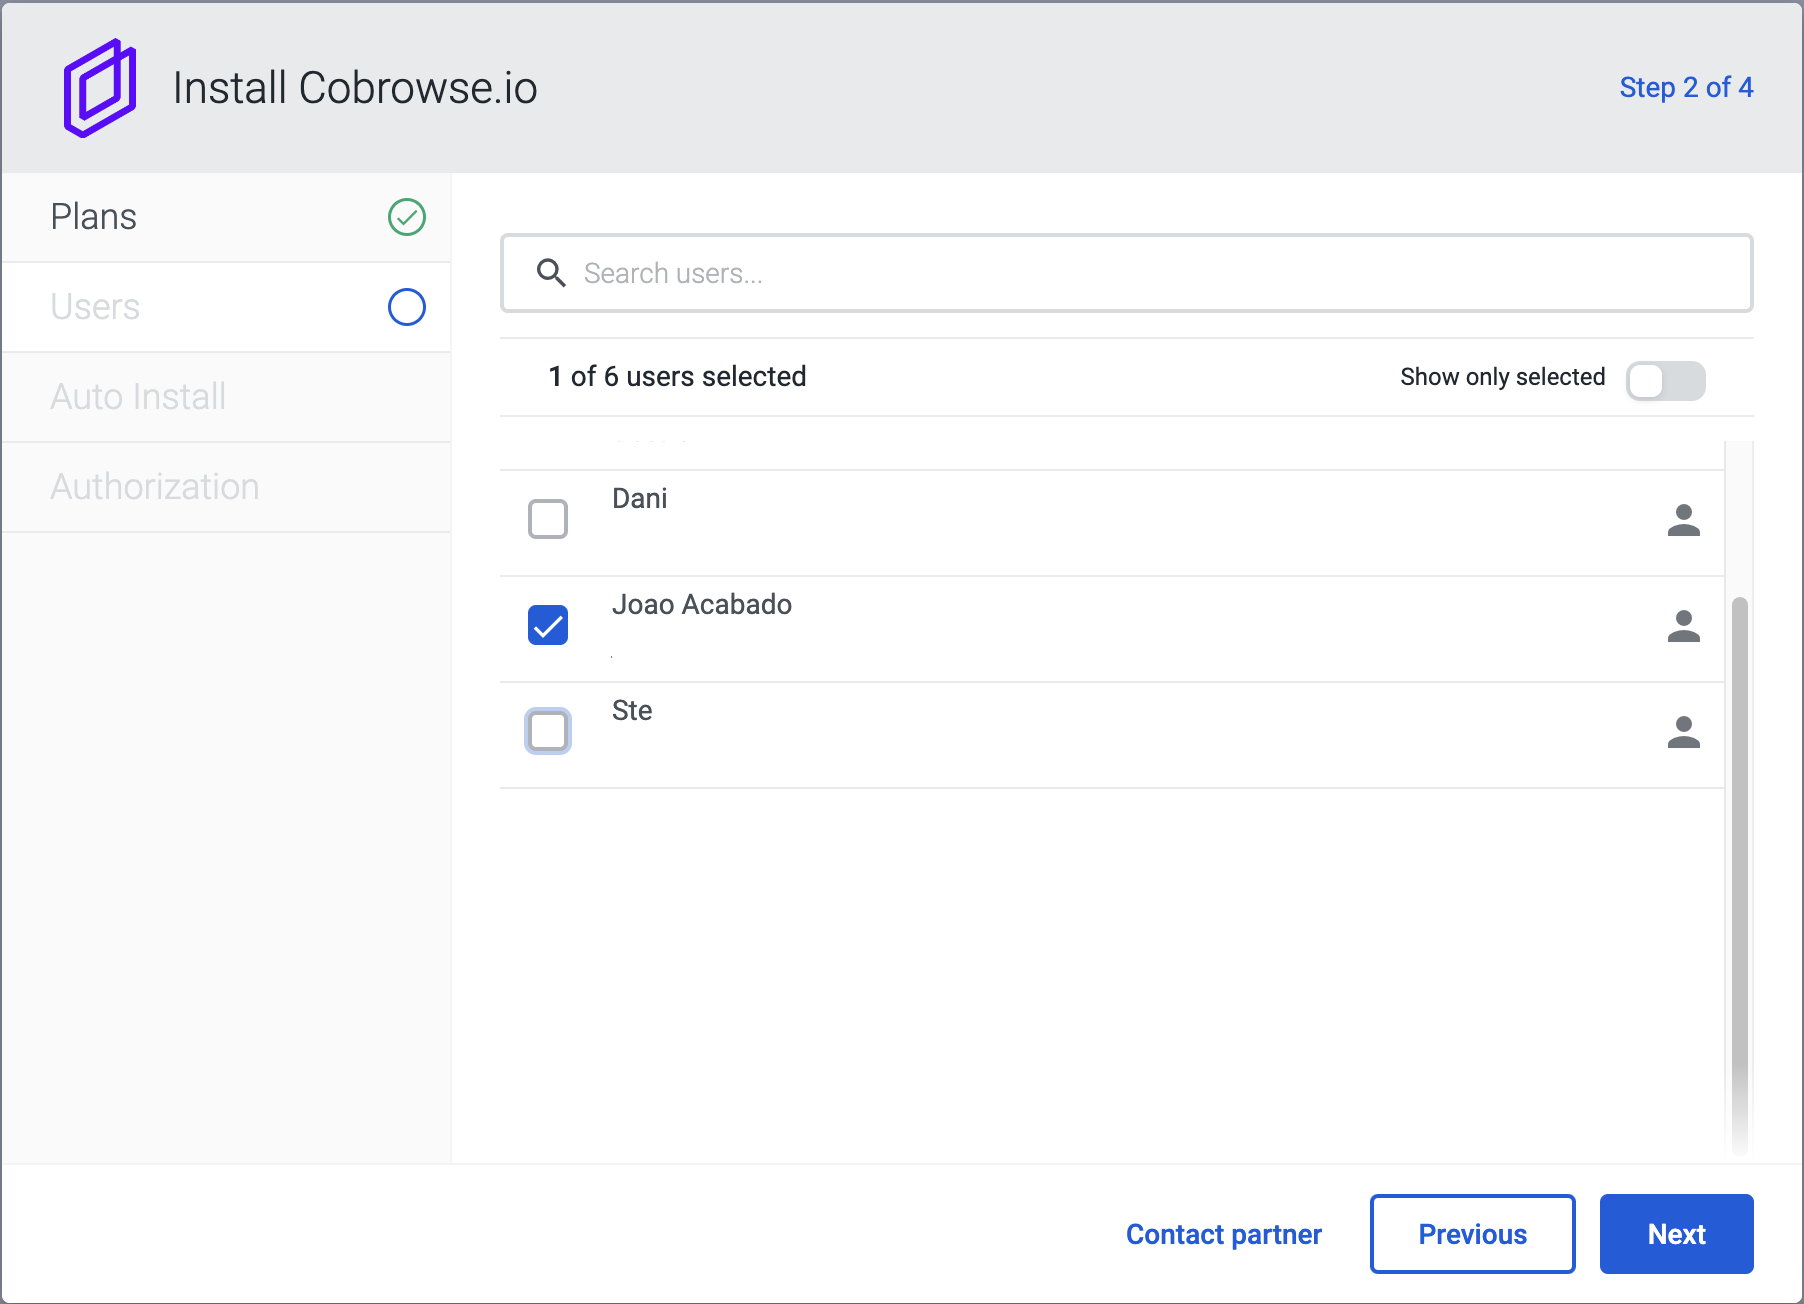 Install Cobrowse.io
Step 2 of 4
Plans
Users
Auto Install
Authorization
Search users...
1 of 6 users selected
Show only selected
Dani
Joao Acabado
Ste
Contact partner
Previous
Next